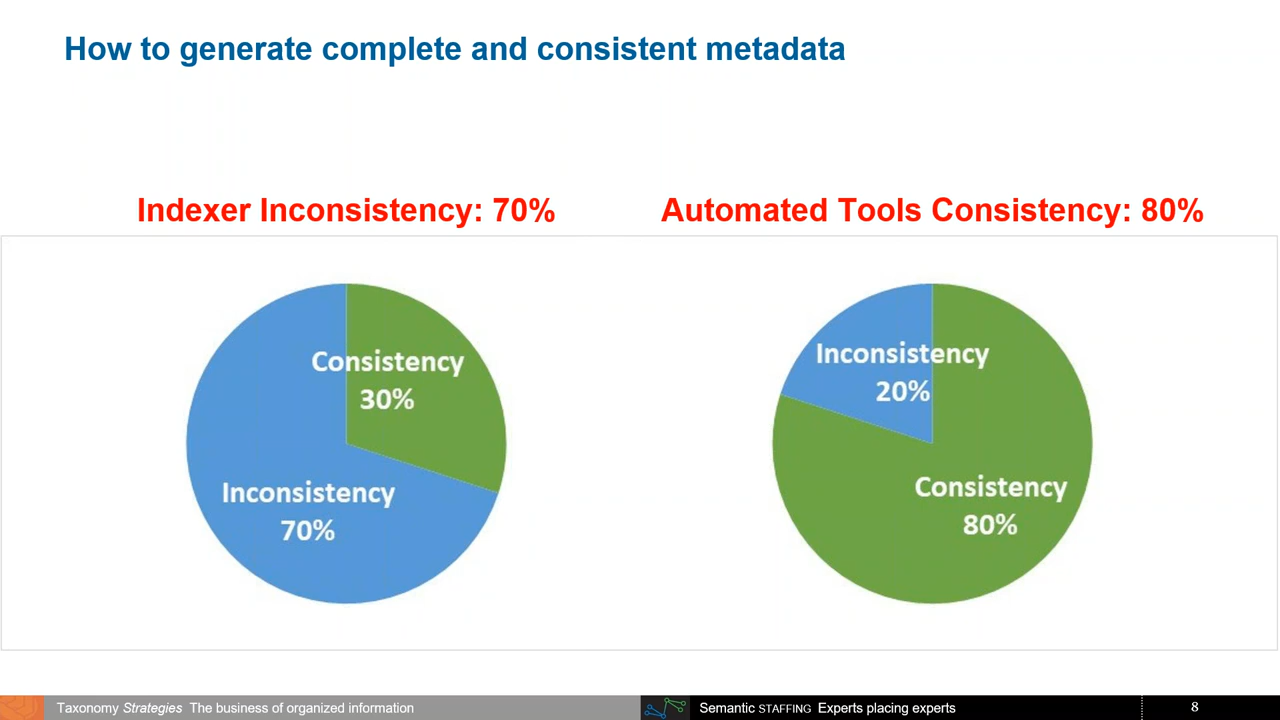 How to generate complete and consistent metadata
Indexer Inconsistency: 70%
Automated Tools Consistency: 80%
Consistency
30%
Inconsistency
70%
Inconsistency
20%
Consistency
80%
Taxonomy Strategies The business of organized information
Semantic STAFFING Experts placing experts
8